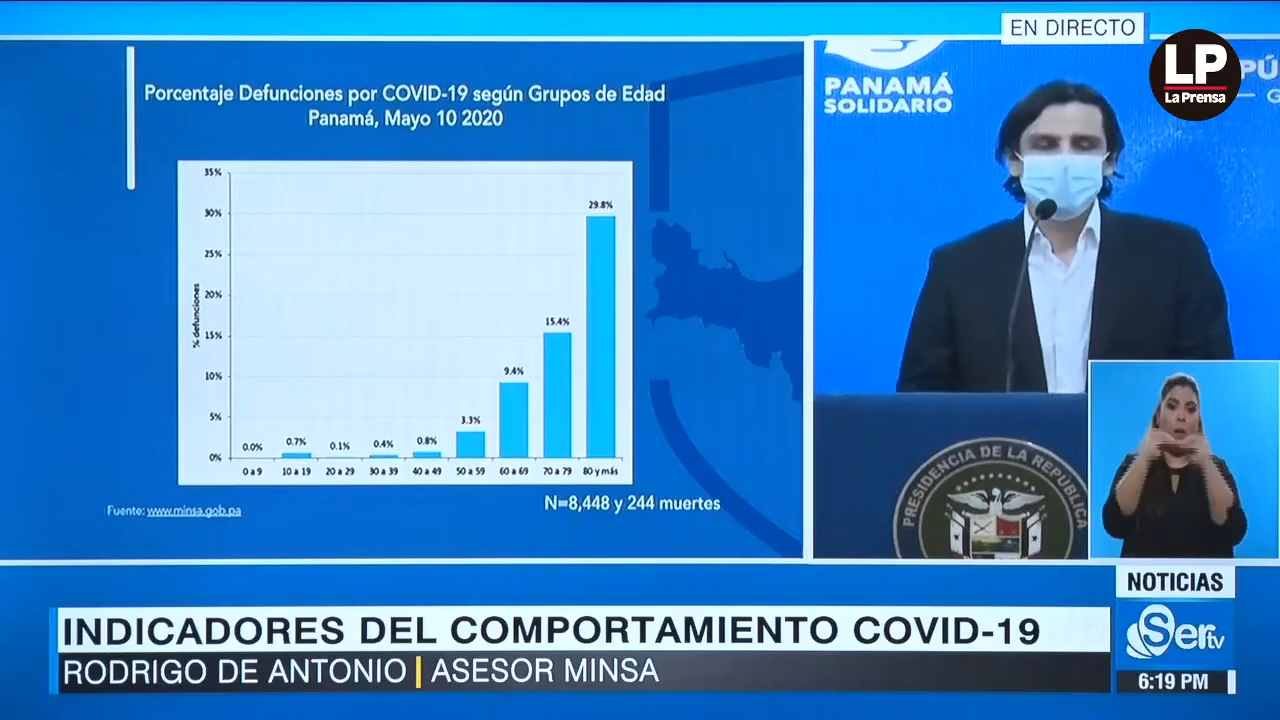 EN DIRECTO
LP
La Prensa
PANAMÁ
SOLIDARIO
Porcentaje Defunciones por COVID-19 según Grupos de Edad
Panamá, Mayo 10 2020
35%
30%
25%
20%
15%
10%
5%
0%
% defunciones
0.0%
0.7%
0.1%
0.4%
0.8%
3.3%
9.4%
15.4%
29.8%
0 a 9
10 a 19
20 a 29
30 a 39
40 a 49
50 a 59
60 a 69
70 a 79
80 y más
N=8,448 y 244 muertes
Fuente: www.minsa.gob.pa
PRESIDENCIA DE LA REPÚBLICA
NOTICIAS
Ser tv
6:19 PM
INDICADORES DEL COMPORTAMIENTO COVID-19
RODRIGO DE ANTONIO | ASESOR MINSA